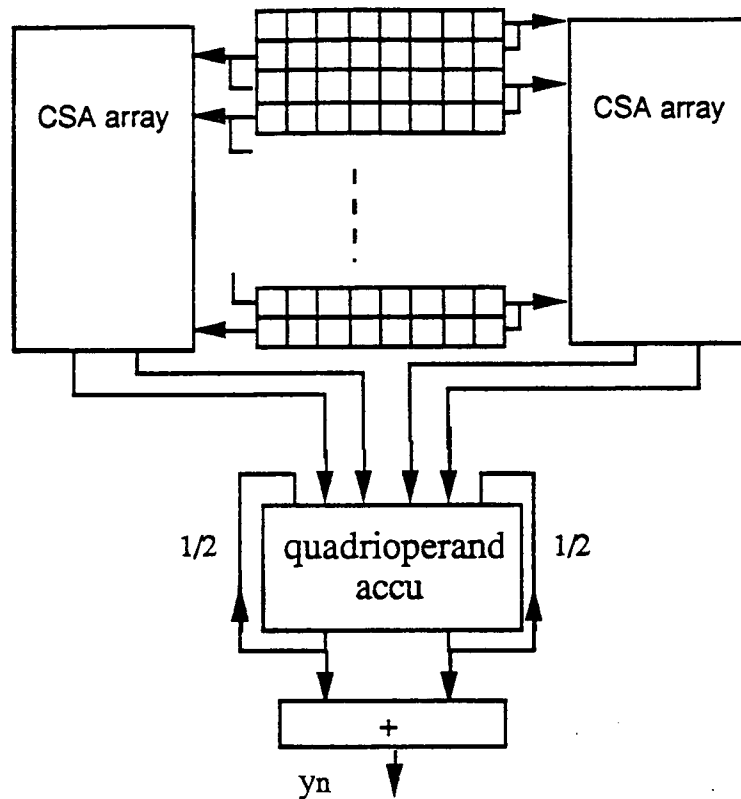 CSA array
CSA array
1/2
quadrioperand
accu
1/2
+
yn